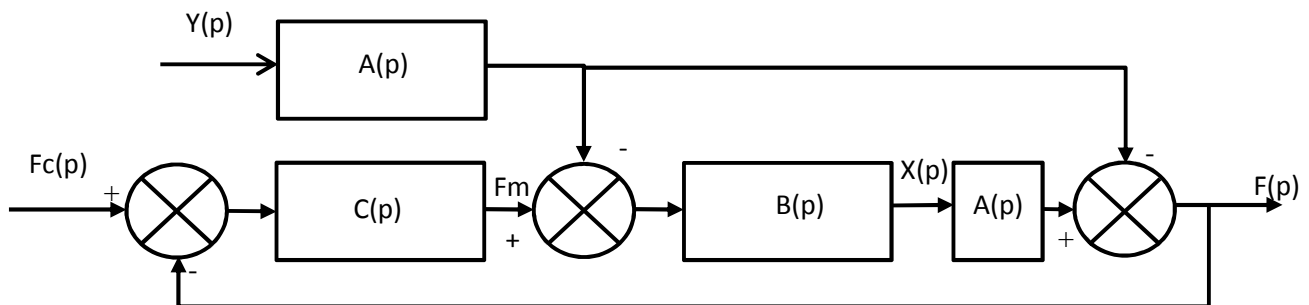 Y(p)
A(p)
-
-
Fc(p)
+
C(p)
Fm
+
B(p)
X(p)
A(p)
+
F(p)
-